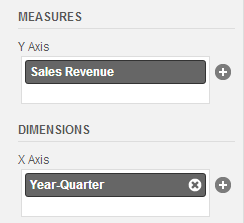 MEASURES
Y Axis
Sales Revenue
DIMENSIONS
X Axis
Year-Quarter